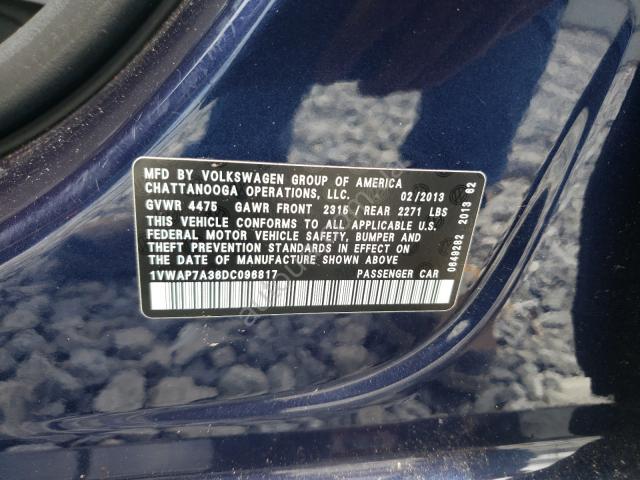 MFD BY VOLKSWAGEN GROUP OF AMERICA
CHATTANOOGA OPERATIONS, LLC. 02/2013
GVWR 4475 GAWR FRONT 2315 / REAR 2271 LBS
THIS VEHICLE CONFORMS TO ALL APPLICABLE U.S.
FEDERAL MOTOR VEHICLE SAFETY, BUMPER AND
THEFT PREVENTION STANDARDS IN EFFECT ON
THE DATE OF MANUFACTURE SHOWN ABOVE
1VWAP7A36DC096817 PASSENGER CAR
0649282 2013 62